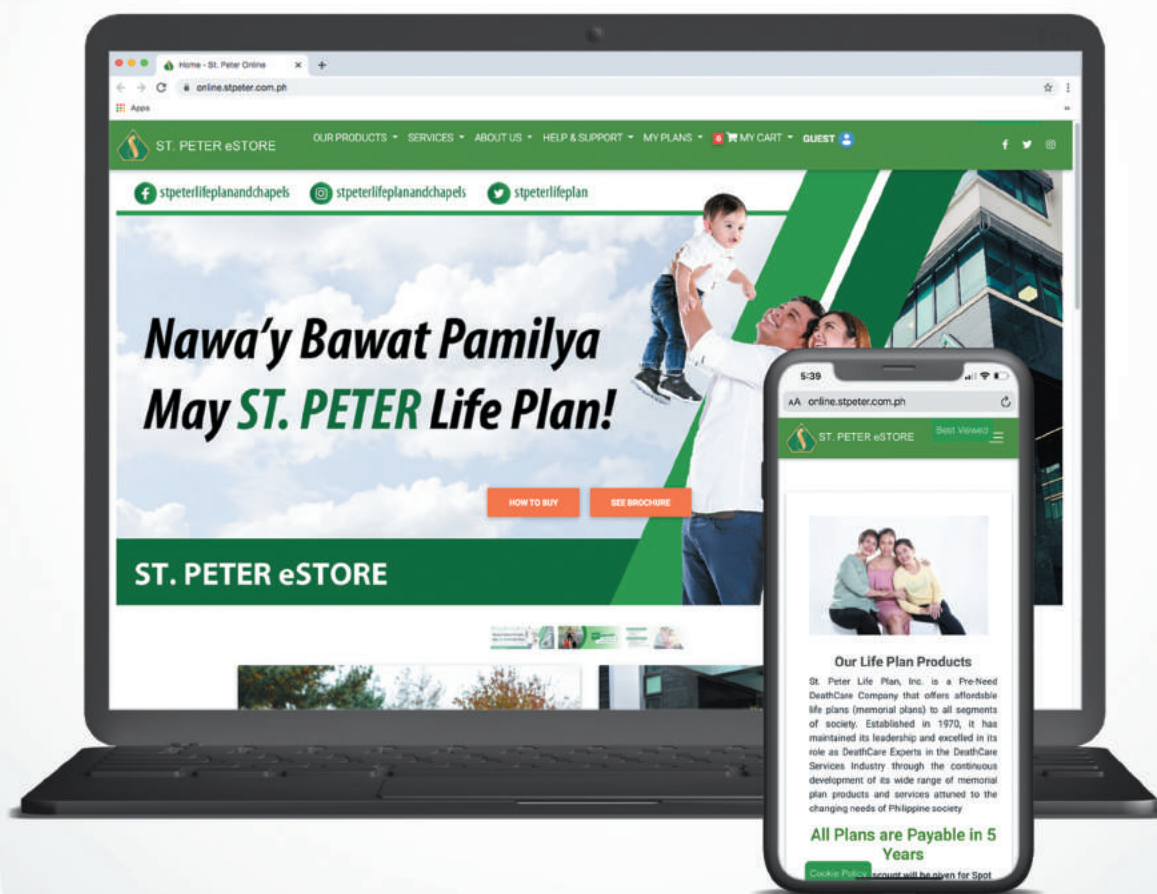 Home - St. Peter Online
online.stpeter.com.ph
Apps
ST. PETER eSTORE
OUR PRODUCTS
SERVICES
ABOUT US
HELP & SUPPORT
MY PLANS
0
MY CART
GUEST
stpeterlifeplanandchapels
stpeterlifeplanandchapels
stpeterlifeplan
Nawa'y Bawat Pamilya
May ST. PETER Life Plan!
HOW TO BUY
SEE BROCHURE
ST. PETER eSTORE
5:39
AA online.stpeter.com.ph
ST. PETER eSTORE
Best Viewed
Our Life Plan Products
St. Peter Life Plan, Inc. is a Pre-Need
DeathCare Company that offers affordable
life plans (memorial plans) to all segments
of society. Established in 1970, it has
maintained its leadership and excelled in its
role as DeathCare Experts in the DeathCare
Services Industry through the continuous
development of its wide range of memorial
plan products and services attuned to the
changing needs of Philippine society
All Plans are Payable in 5
Years
Cookie Policy
will be given for Spot